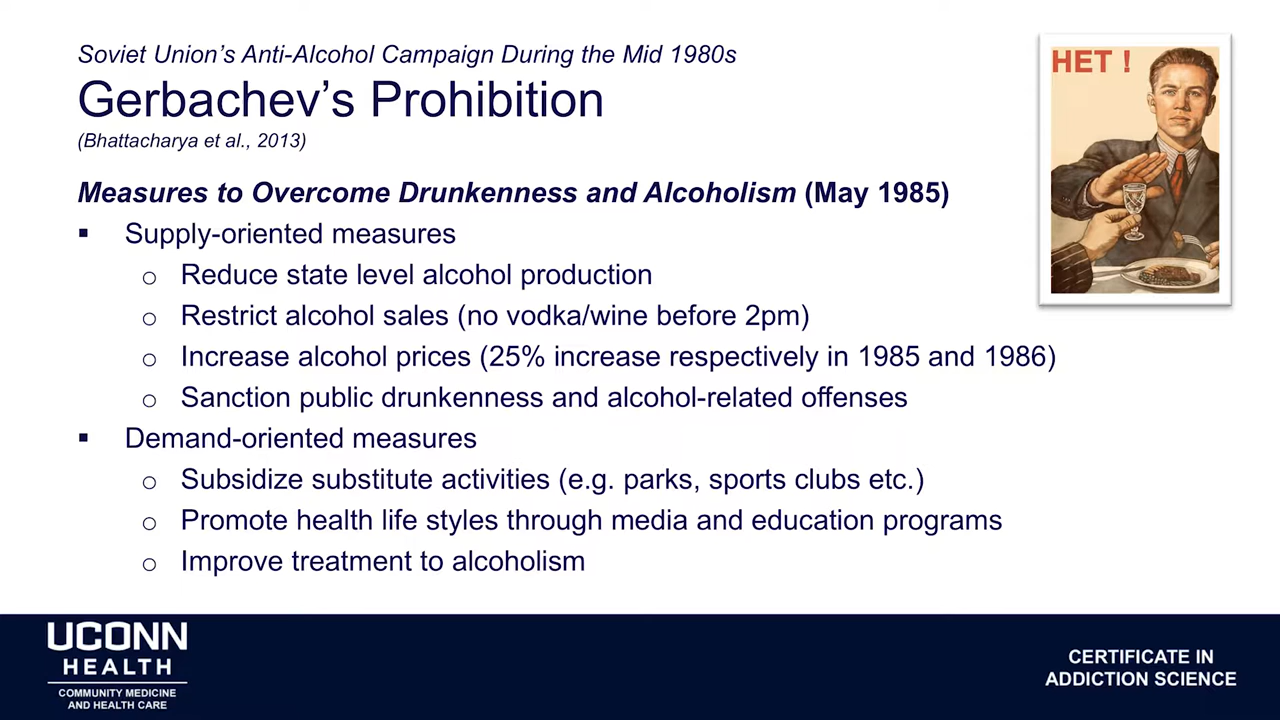 Soviet Union’s Anti-Alcohol Campaign During the Mid 1980s
Gerbachev’s Prohibition
(Bhattacharya et al., 2013)
НЕТ !
Measures to Overcome Drunkenness and Alcoholism (May 1985)
▪ Supply-oriented measures
o Reduce state level alcohol production
o Restrict alcohol sales (no vodka/wine before 2pm)
o Increase alcohol prices (25% increase respectively in 1985 and 1986)
o Sanction public drunkenness and alcohol-related offenses
▪ Demand-oriented measures
o Subsidize substitute activities (e.g. parks, sports clubs etc.)
o Promote health life styles through media and education programs
o Improve treatment to alcoholism
UCONN
HEALTH
COMMUNITY MEDICINE
AND HEALTH CARE
CERTIFICATE IN
ADDICTION SCIENCE